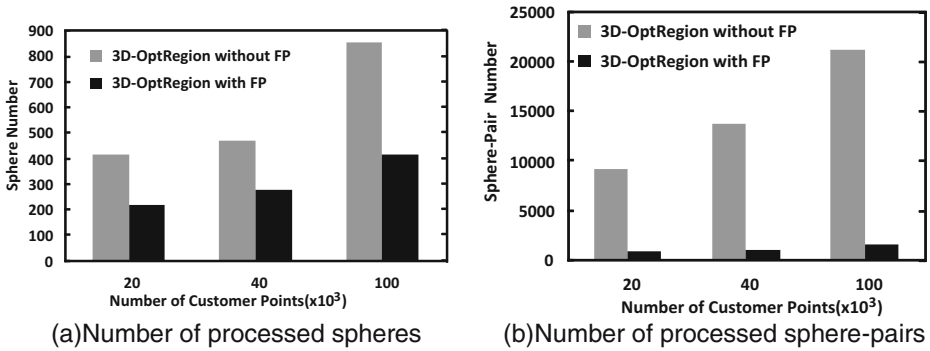 900
800
700
600
500
400
300
200
100
0
Sphere Number
3D-OptRegion without FP
3D-OptRegion with FP
20 40 100
Number of Customer Points(x10³)
(a)Number of processed spheres
25000
20000
15000
10000
5000
0
Sphere-Pair Number
3D-OptRegion without FP
3D-OptRegion with FP
20 40 100
Number of Customer Points(x10³)
(b)Number of processed sphere-pairs